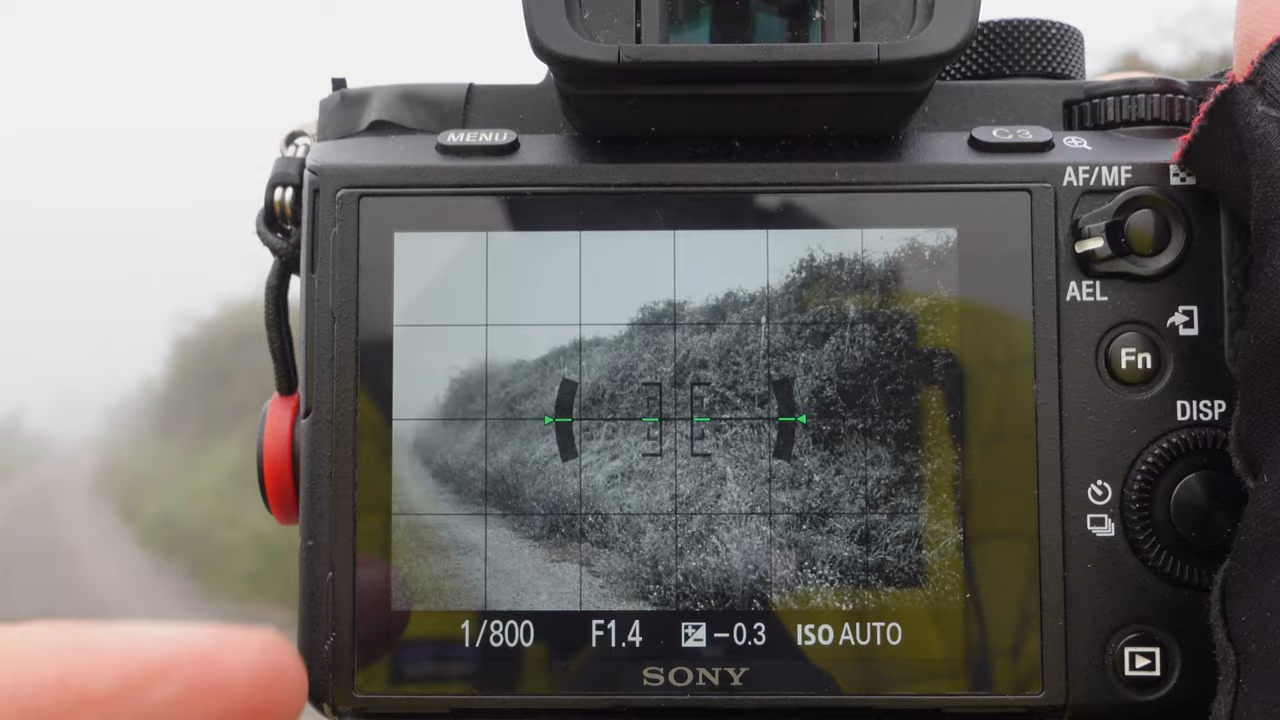 MENU
C3
AF/MF
AEL
Fn
DISP
1/800 F1.4 −0.3 ISO AUTO
SONY